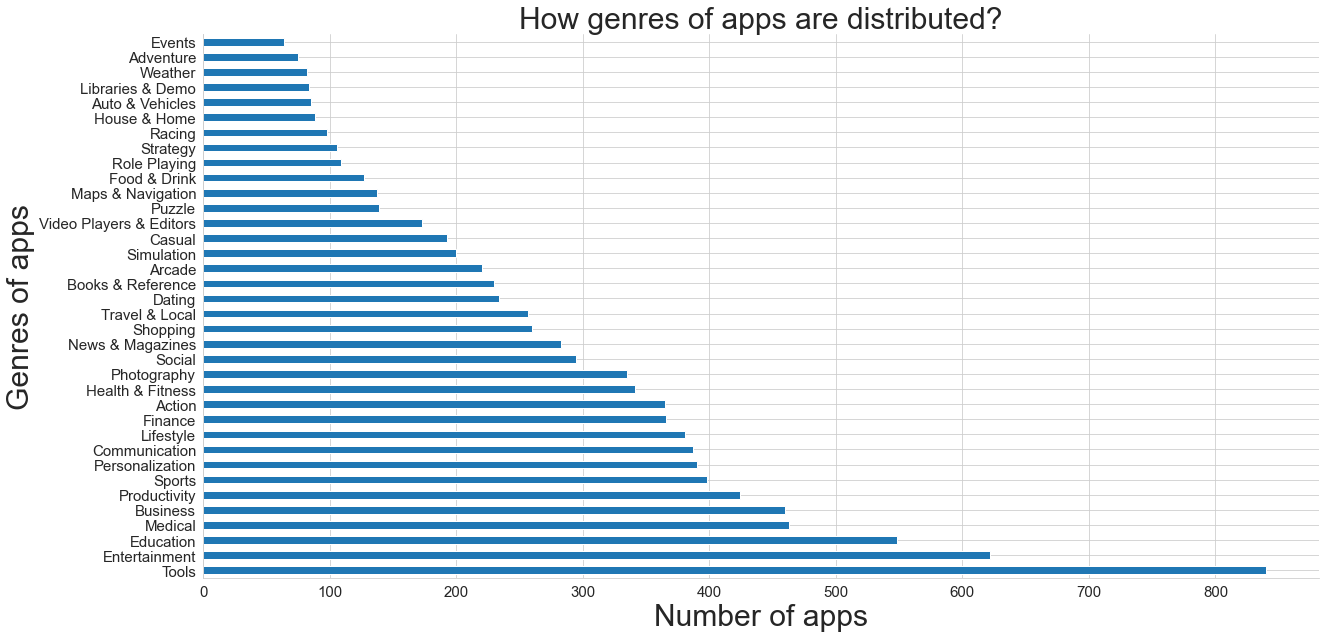 How genres of apps are distributed?
Genres of apps
Events
Adventure
Weather
Libraries & Demo
Auto & Vehicles
House & Home
Racing
Strategy
Role Playing
Food & Drink
Maps & Navigation
Puzzle
Video Players & Editors
Casual
Simulation
Arcade
Books & Reference
Dating
Travel & Local
Shopping
News & Magazines
Social
Photography
Health & Fitness
Action
Finance
Lifestyle
Communication
Personalization
Sports
Productivity
Business
Medical
Education
Entertainment
Tools
0 100 200 300 400 500 600 700 800
Number of apps